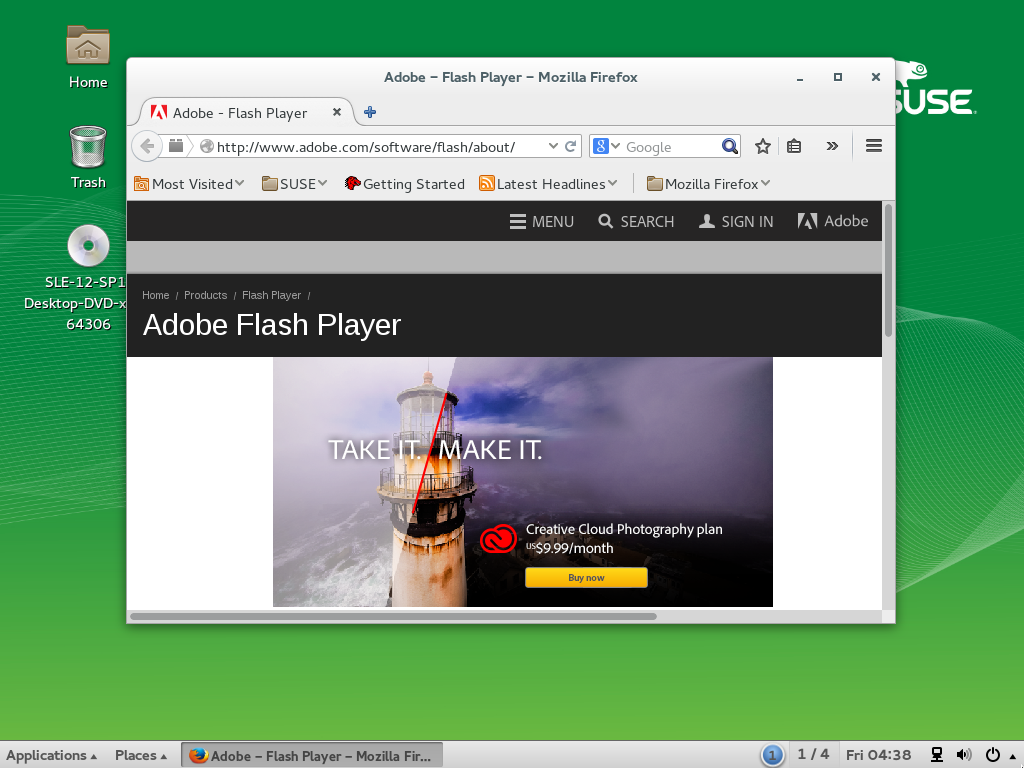 Home
Trash
SLE-12-SP1
Desktop-DVD-x
64306
SUSE
Adobe – Flash Player – Mozilla Firefox
Adobe - Flash Player
http://www.adobe.com/software/flash/about/
8 Google
Most Visited
SUSE
Getting Started
Latest Headlines
Mozilla Firefox
MENU
SEARCH
SIGN IN
Adobe
Home / Products / Flash Player /
Adobe Flash Player
TAKE IT. MAKE IT.
Creative Cloud Photography plan
US$9.99/month
Buy now
Applications
Places
Adobe – Flash Player – Mozilla Fir...
1
1 / 4
Fri 04:38